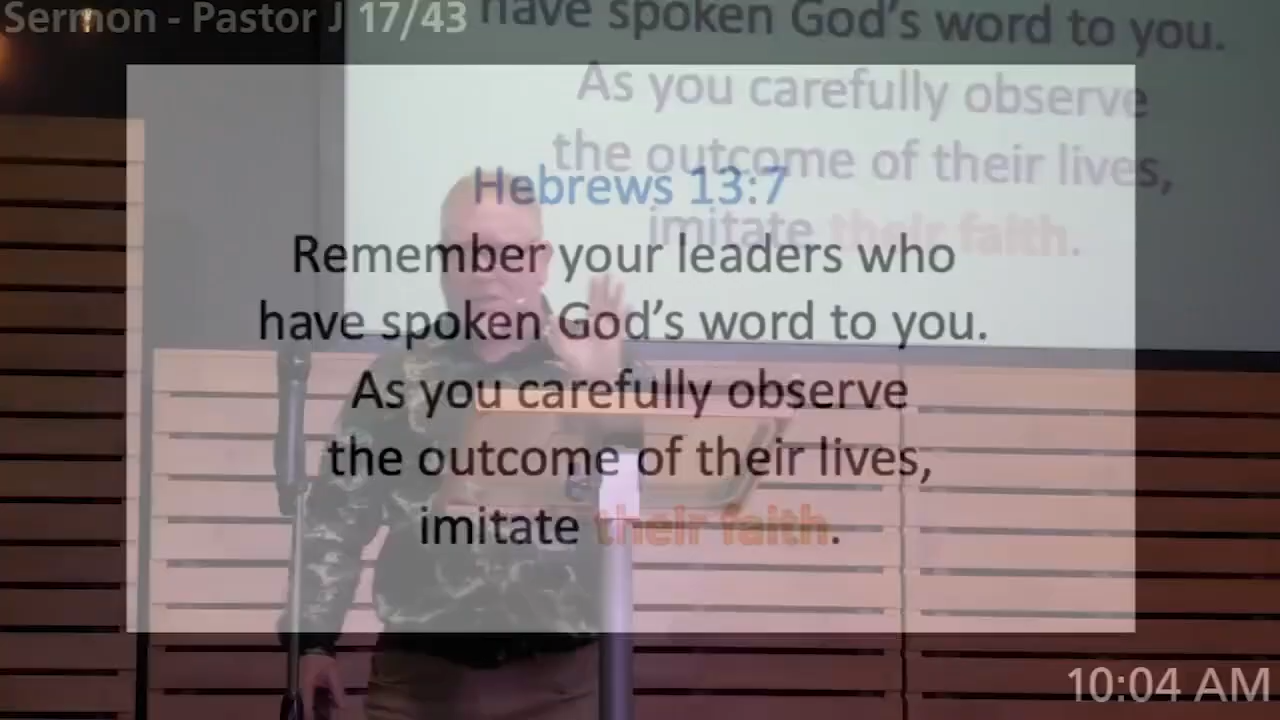 Sermon - Pastor J 17/43
have spoken God's word to you.
As you carefully observe
the outcome of their lives,
imitate their faith.
Hebrews 13:7
Remember your leaders who
have spoken God's word to you.
As you carefully observe
the outcome of their lives,
imitate their faith.
10:04 AM